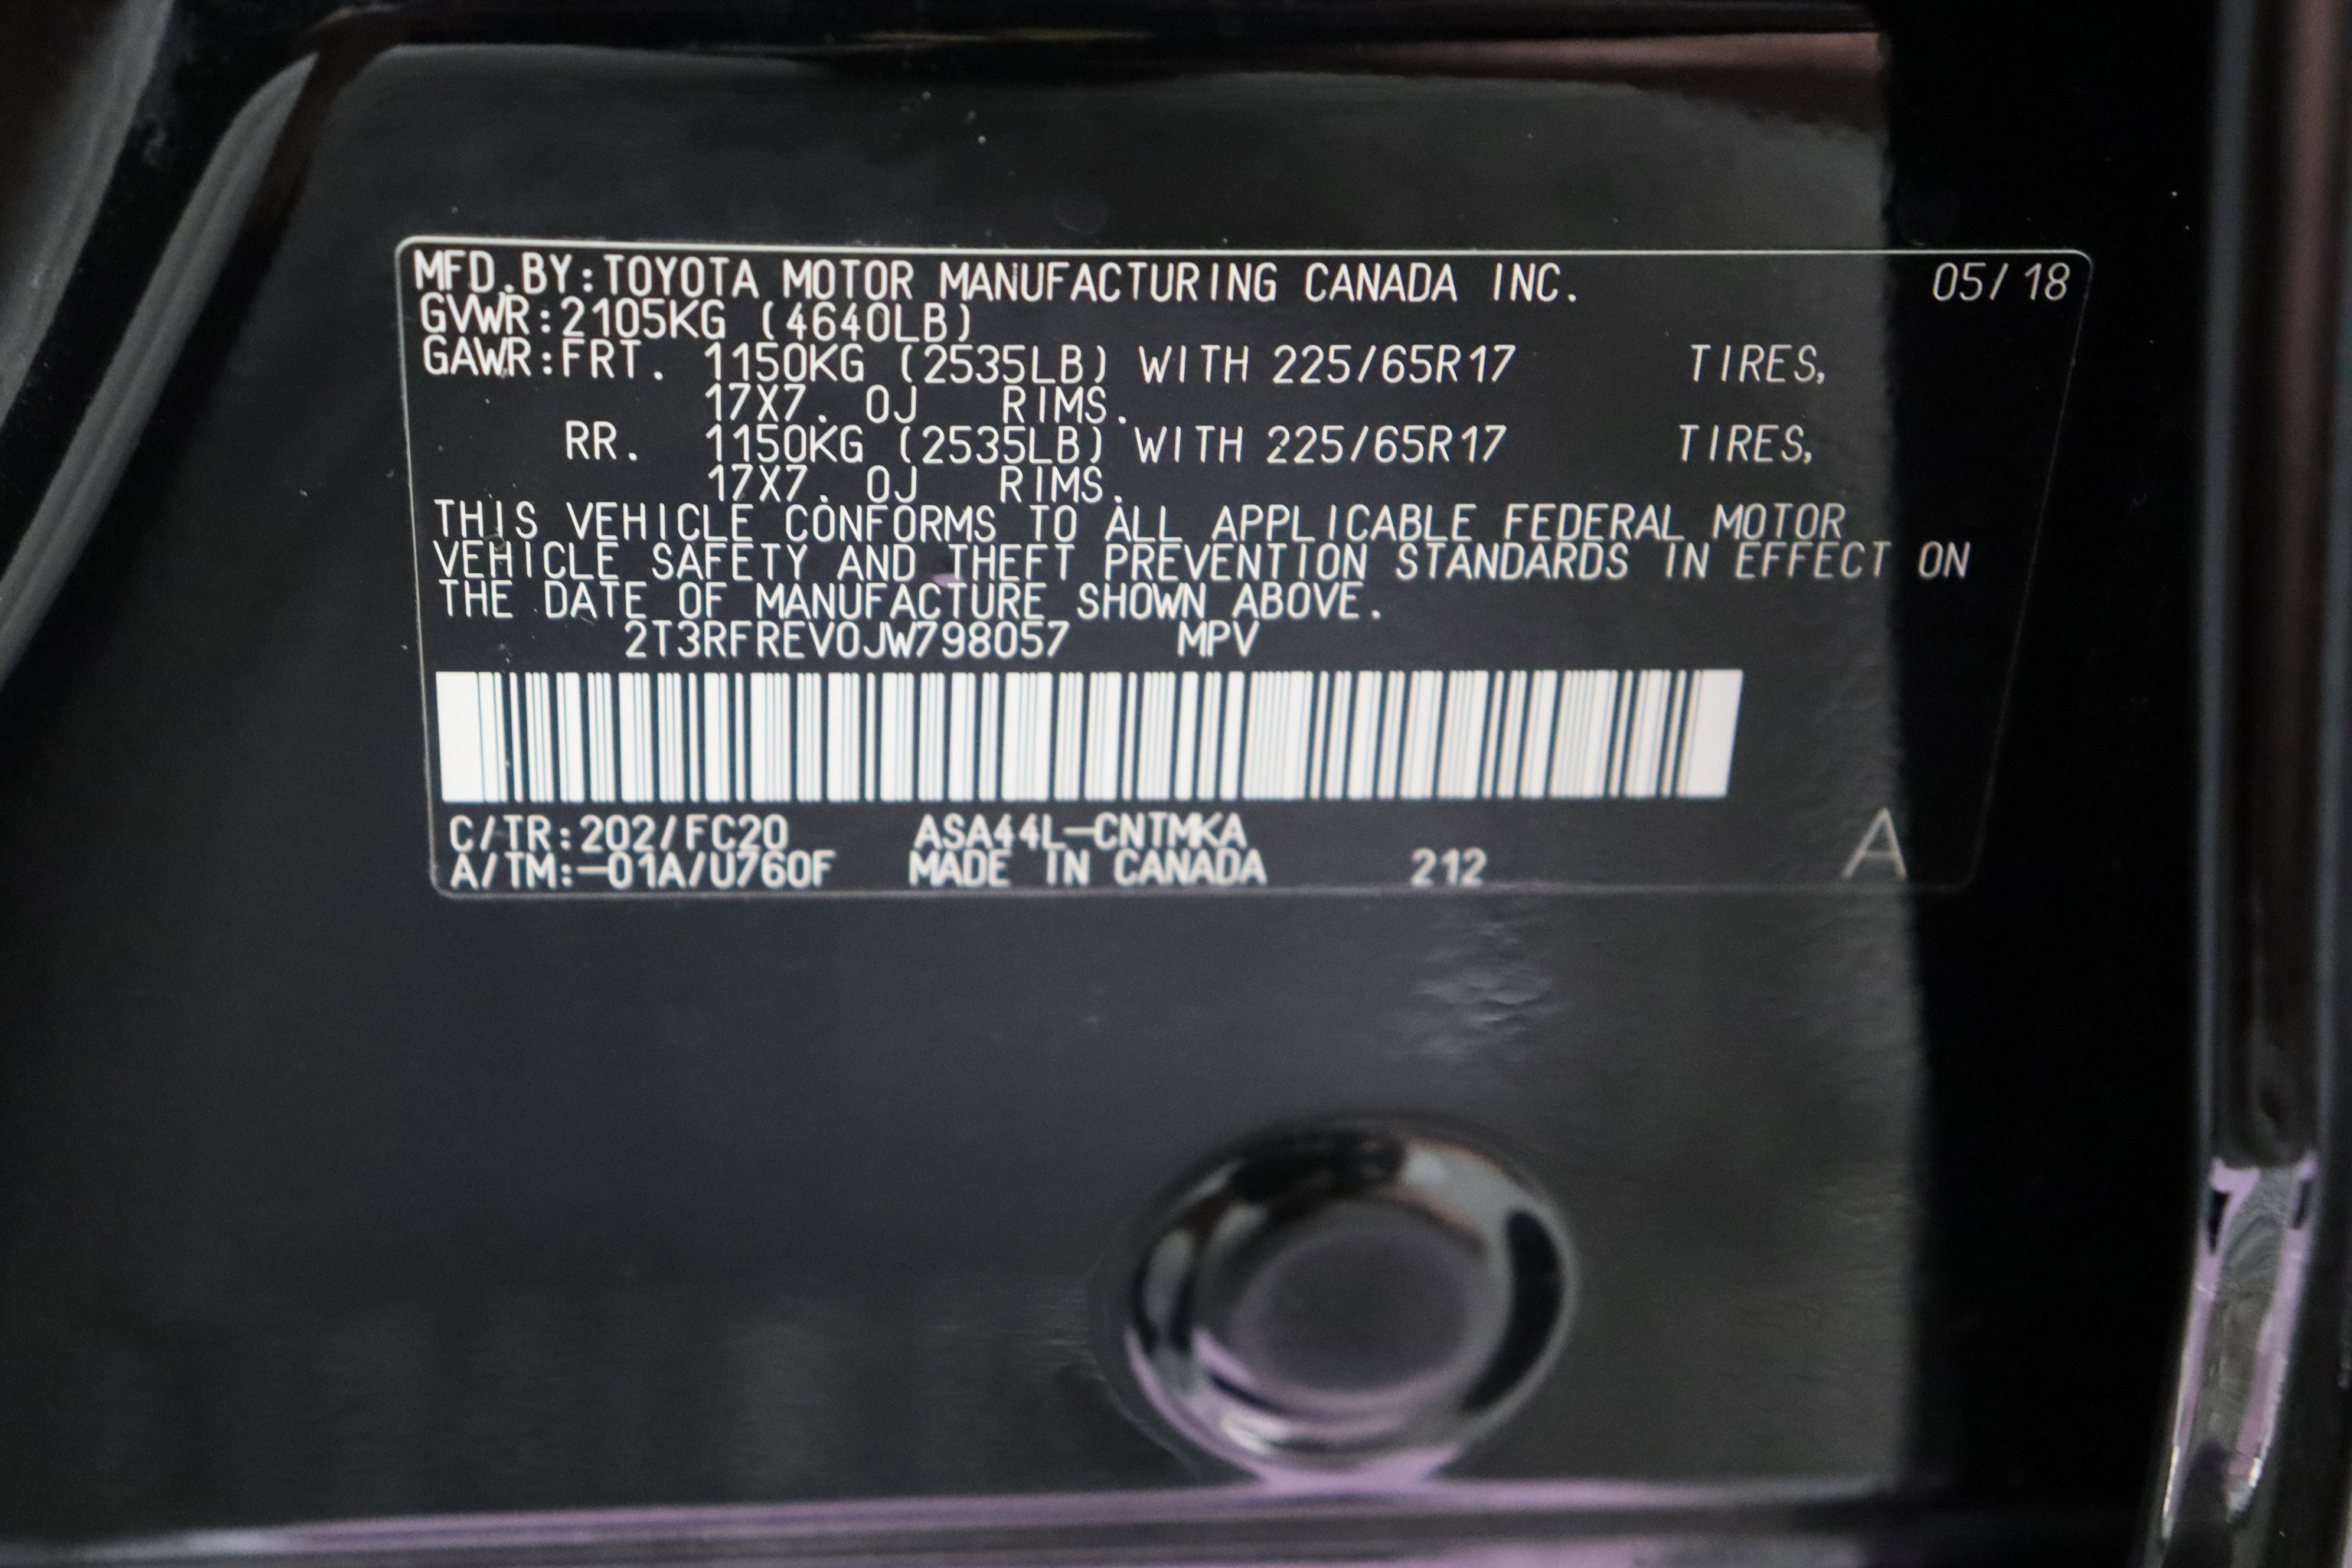 MFD.BY:TOYOTA MOTOR MANUFACTURING CANADA INC. 05/18
GVWR:2105KG (4640LB)
GAWR:FRT. 1150KG (2535LB) WITH 225/65R17 TIRES,
17X7. 0J RIMS.
RR. 1150KG (2535LB) WITH 225/65R17 TIRES,
17X7. 0J RIMS.
THIS VEHICLE CONFORMS TO ALL APPLICABLE FEDERAL MOTOR
VEHICLE SAFETY AND THEFT PREVENTION STANDARDS IN EFFECT ON
THE DATE OF MANUFACTURE SHOWN ABOVE.
2T3RFREV0JW798057 MPV
C/TR:202/FC20 ASA44L-CNTMKA
A/TM:-01A/U760F MADE IN CANADA 212 A